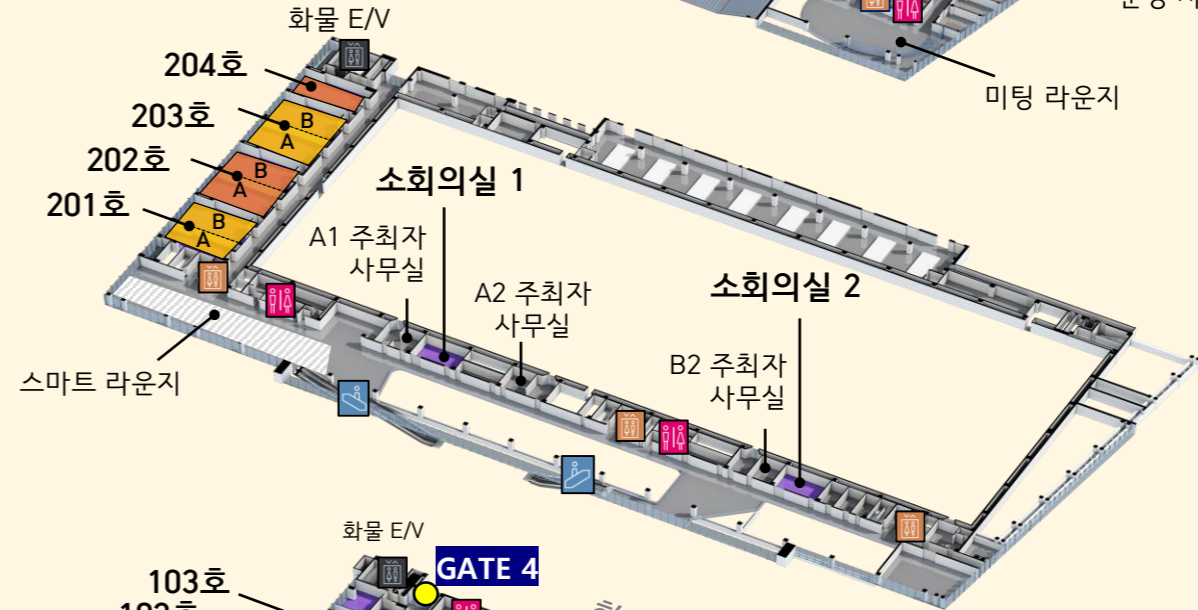 화물 E/V
204호
203호
202호
201호
B
A
B
A
B
A
미팅 라운지
소회의실 1
A1 주최자
사무실
A2 주최자
사무실
소회의실 2
B2 주최자
사무실
스마트 라운지
화물 E/V
GATE 4
103호